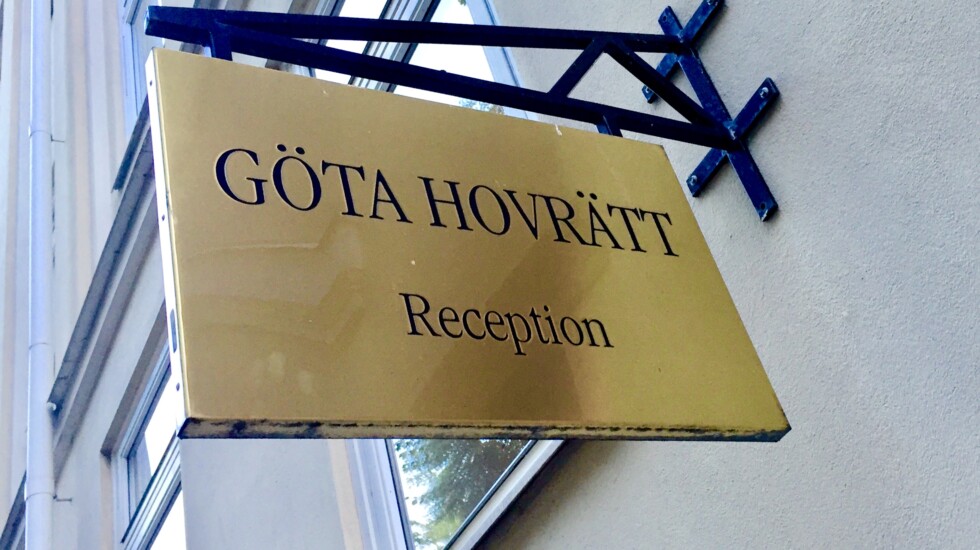 GÖTA HOVRÄTT
Reception